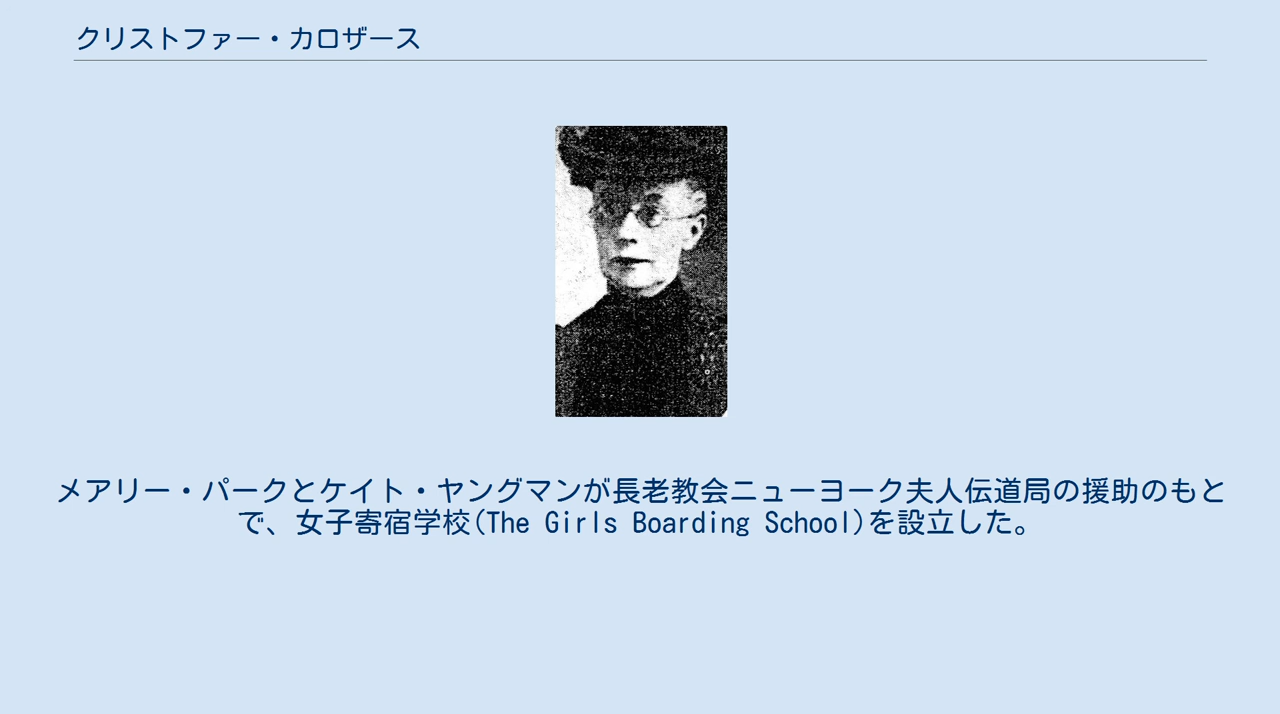 クリストファー・カロザース
メアリー・パークとケイト・ヤングマンが長老教会ニューヨーク夫人伝道局の援助のもと
で、女子寄宿学校(The Girls Boarding School)を設立した。